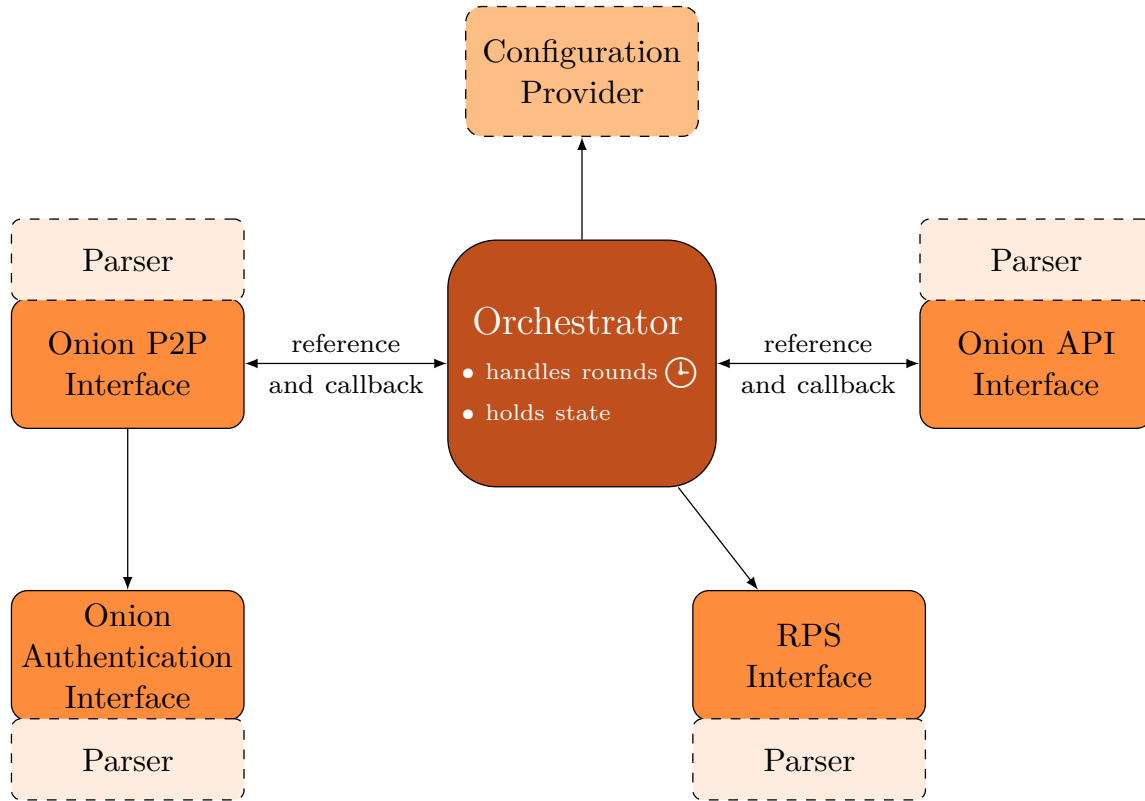 Configuration
Provider
Parser
Onion P2P
Interface
reference
and callback
Orchestrator
• handles rounds
• holds state
reference
and callback
Parser
Onion API
Interface
Onion
Authentication
Interface
Parser
RPS
Interface
Parser